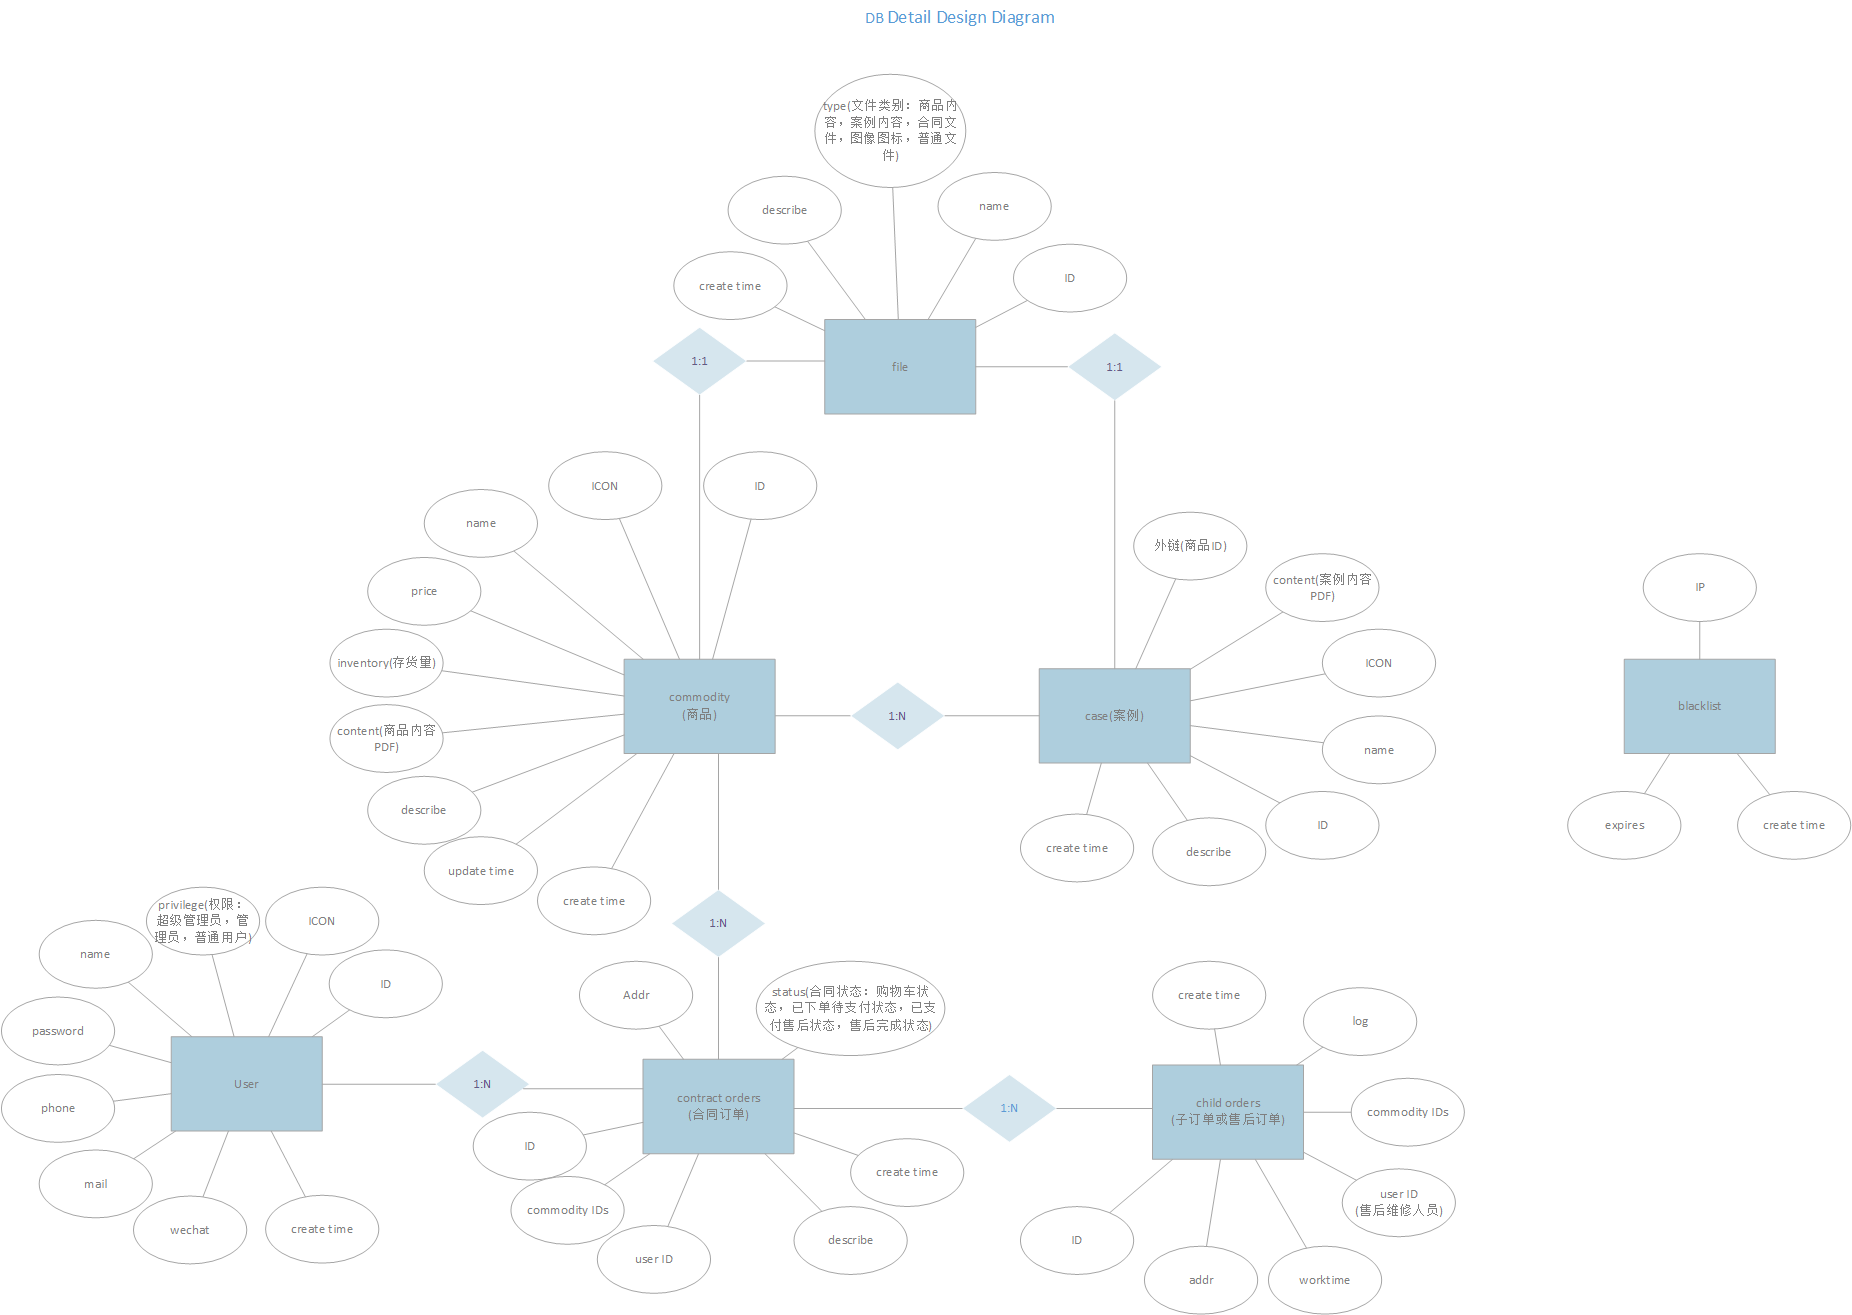 DB Detail Design Diagram
type(文件类别：商品内
容，案例内容，合同文
件，图像图标，普通文
件)
describe
name
create time
ID
1:1
file
1:1
ICON
ID
name
外链(商品ID)
price
content(案例内容
PDF)
IP
inventory(存货量)
ICON
commodity
(商品)
1:N
case(案例)
blacklist
content(商品内容
PDF)
name
describe
ID
expires
create time
create time
describe
update time
create time
privilege(权限：
超级管理员，管
理员，普通用户)
ICON
1:N
name
ID
Addr
status(合同状态：购物车状
态，已下单待支付状态，已支
付售后状态，售后完成状态)
create time
log
password
User
1:N
contract orders
(合同订单)
1:N
child orders
(子订单或售后订单)
commodity IDs
phone
ID
create time
user ID
(售后维修人员)
mail
commodity IDs
wechat
create time
user ID
describe
ID
addr
worktime